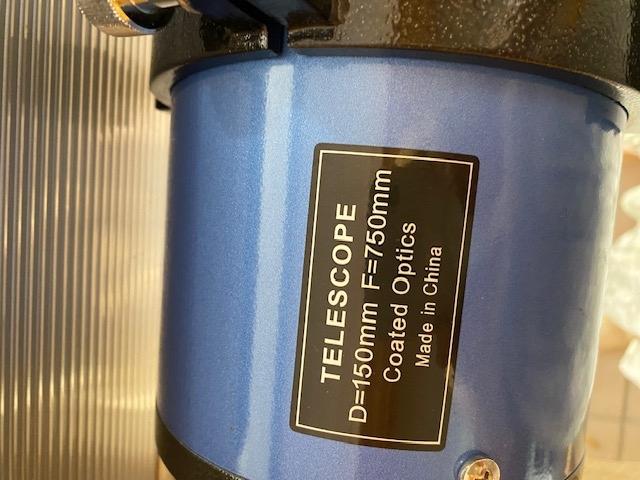 TELESCOPE
D=150mm F=750mm
Coated Optics
Made in China